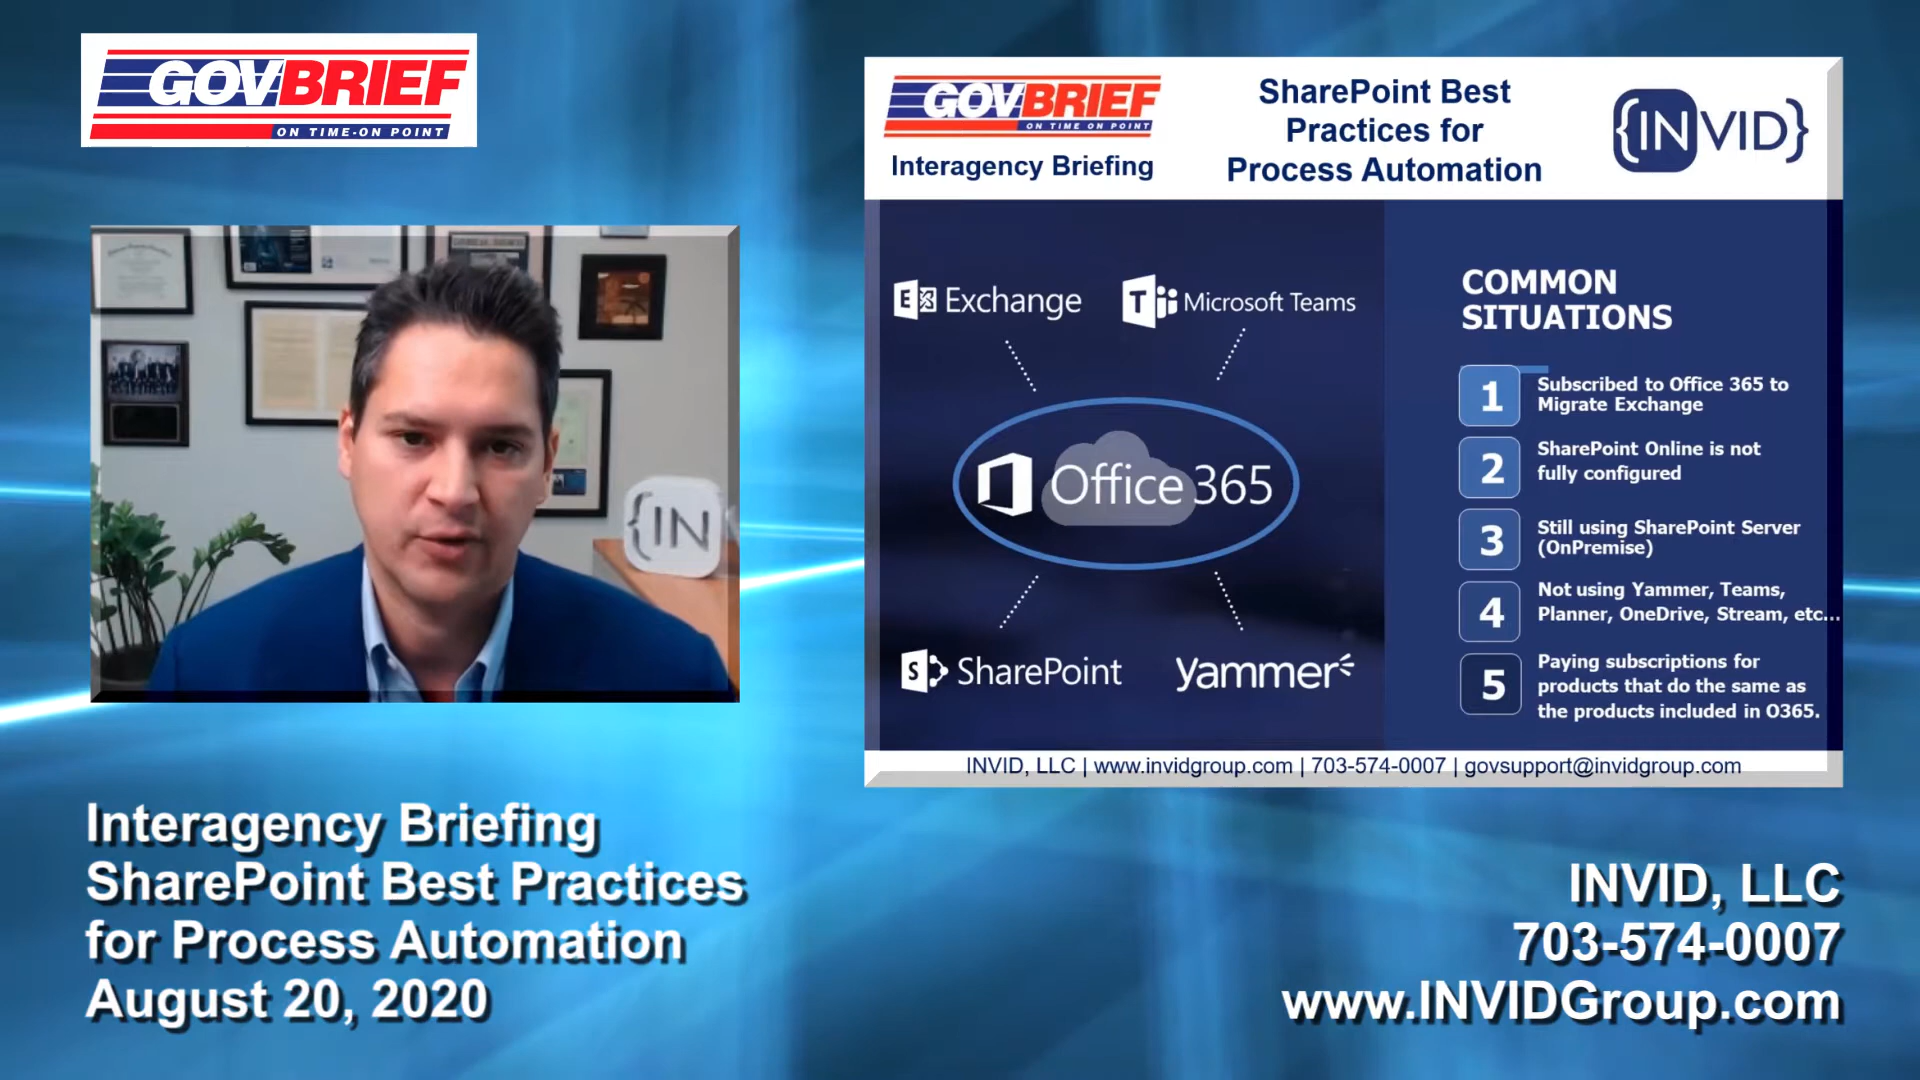 GOVBRIEF
ON TIME-ON POINT
{IN
Interagency Briefing
SharePoint Best Practices
for Process Automation
August 20, 2020
GOVBRIEF
ON TIME ON POINT
Interagency Briefing
SharePoint Best
Practices for
Process Automation
{INVID}
E Exchange
T Microsoft Teams
Office 365
S SharePoint
yammer
COMMON
SITUATIONS
1 Subscribed to Office 365 to
Migrate Exchange
2 SharePoint Online is not
fully configured
3 Still using SharePoint Server
(OnPremise)
4 Not using Yammer, Teams,
Planner, OneDrive, Stream, etc...
5 Paying subscriptions for
products that do the same as
the products included in O365.
INVID, LLC | www.invidgroup.com | 703-574-0007 | govsupport@invidgroup.com
INVID, LLC
703-574-0007
www.INVIDGroup.com